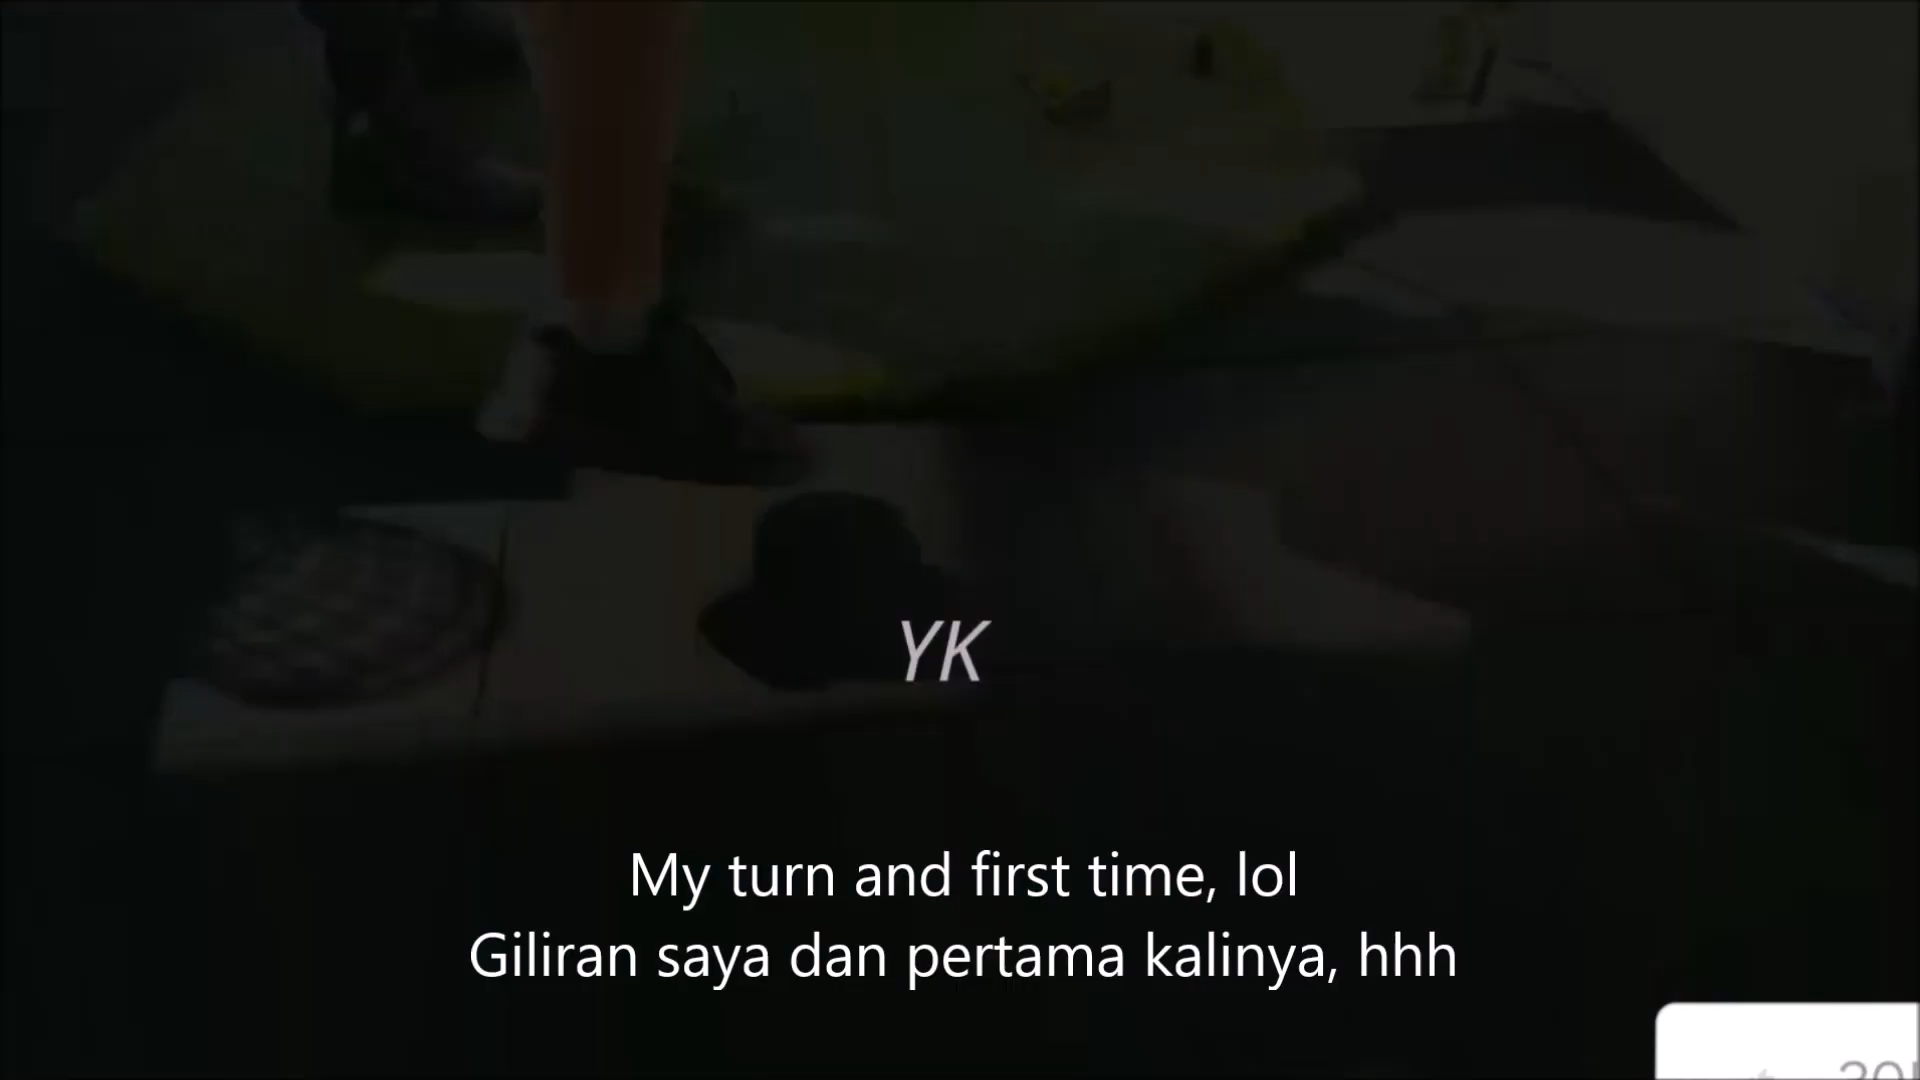 YK
My turn and first time, lol
Giliran saya dan pertama kalinya, hhh